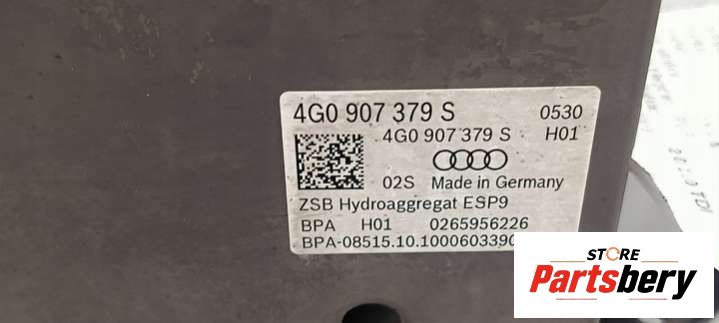 4G0 907 379 S 0530
4G0 907 379 S H01
02S Made in Germany
ZSB Hydroaggregat ESP9
BPA H01 0265956226
BPA-08515.10.1000603390
STORE
Partsbery